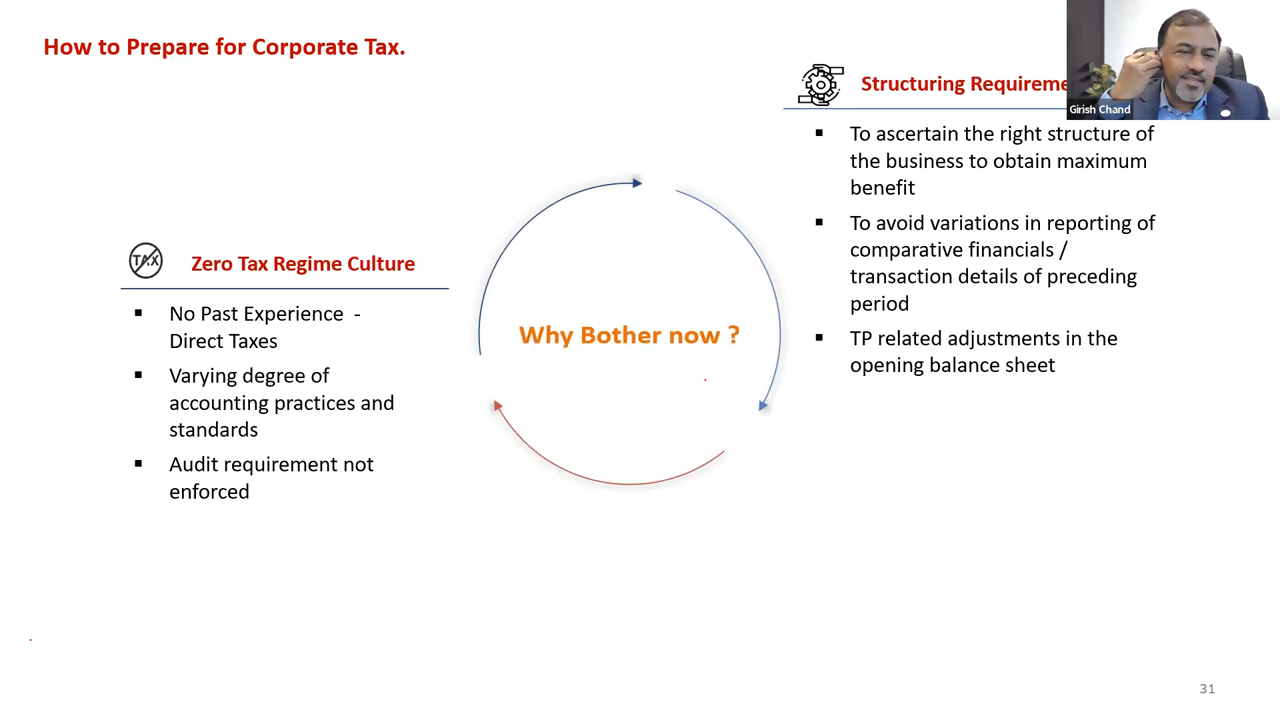 How to Prepare for Corporate Tax.
Girish Chand
Structuring
To ascertain the right structure of
the business to obtain maximum
benefit
To avoid variations in reporting of
comparative financials /
transaction details of preceding
period
TP related adjustments in the
opening balance sheet
TAX
Zero Tax Regime Culture
No Past Experience -
Direct Taxes
Varying degree of
accounting practices and
standards
Audit requirement not
enforced
Why Bother now ?
31